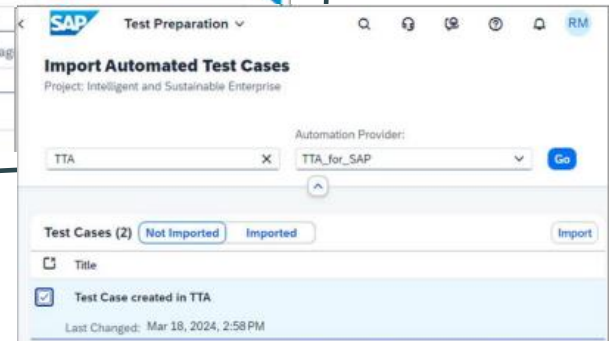 SAP Test Preparation RM
ag
Import Automated Test Cases
Project: Intelligent and Sustainable Enterprise
Automation Provider:
TTA TTA_for_SAP Go
Test Cases (2) Not Imported Imported Import
Title
Test Case created in TTA
Last Changed: Mar 18, 2024, 2:58 PM